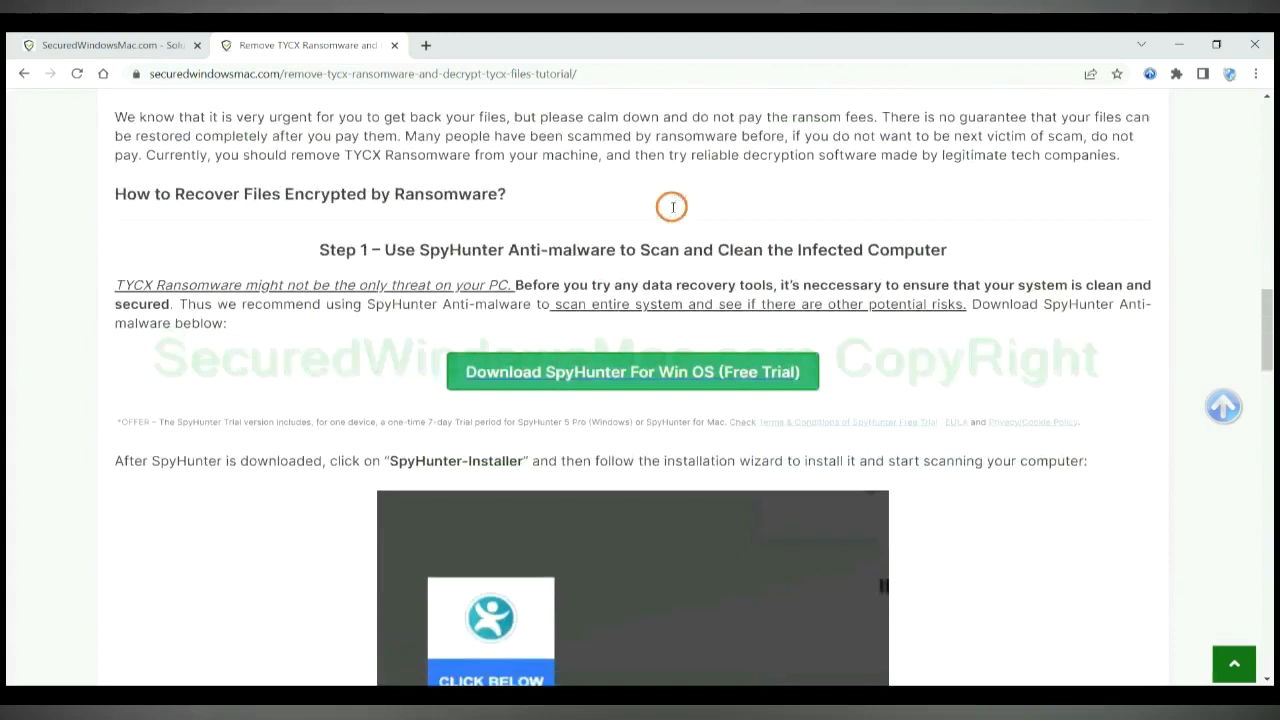 SecuredWindowsMac.com - Solu
Remove TYCX Ransomware and
securedwindowsmac.com/remove-tycx-ransomware-and-decrypt-tycx-files-tutorial/
We know that it is very urgent for you to get back your files, but please calm down and do not pay the ransom fees. There is no guarantee that your files can
be restored completely after you pay them. Many people have been scammed by ransomware before, if you do not want to be next victim of scam, do not
pay. Currently, you should remove TYCX Ransomware from your machine, and then try reliable decryption software made by legitimate tech companies.
How to Recover Files Encrypted by Ransomware?
Step 1 – Use SpyHunter Anti-malware to Scan and Clean the Infected Computer
TYCX Ransomware might not be the only threat on your PC. Before you try any data recovery tools, it's neccessary to ensure that your system is clean and
secured. Thus we recommend using SpyHunter Anti-malware to scan entire system and see if there are other potential risks. Download SpyHunter Anti-
malware beblow:
SecuredWindowsMac.com CopyRight
Download SpyHunter For Win OS (Free Trial)
*OFFER – The SpyHunter Trial version includes, for one device, a one-time 7-day Trial period for SpyHunter 5 Pro (Windows) or SpyHunter for Mac. Check Terms & Conditions of SpyHunter Free Trial, EULA and Privacy/Cookie Policy.
After SpyHunter is downloaded, click on “SpyHunter-Installer” and then follow the installation wizard to install it and start scanning your computer:
CLICK BELOW